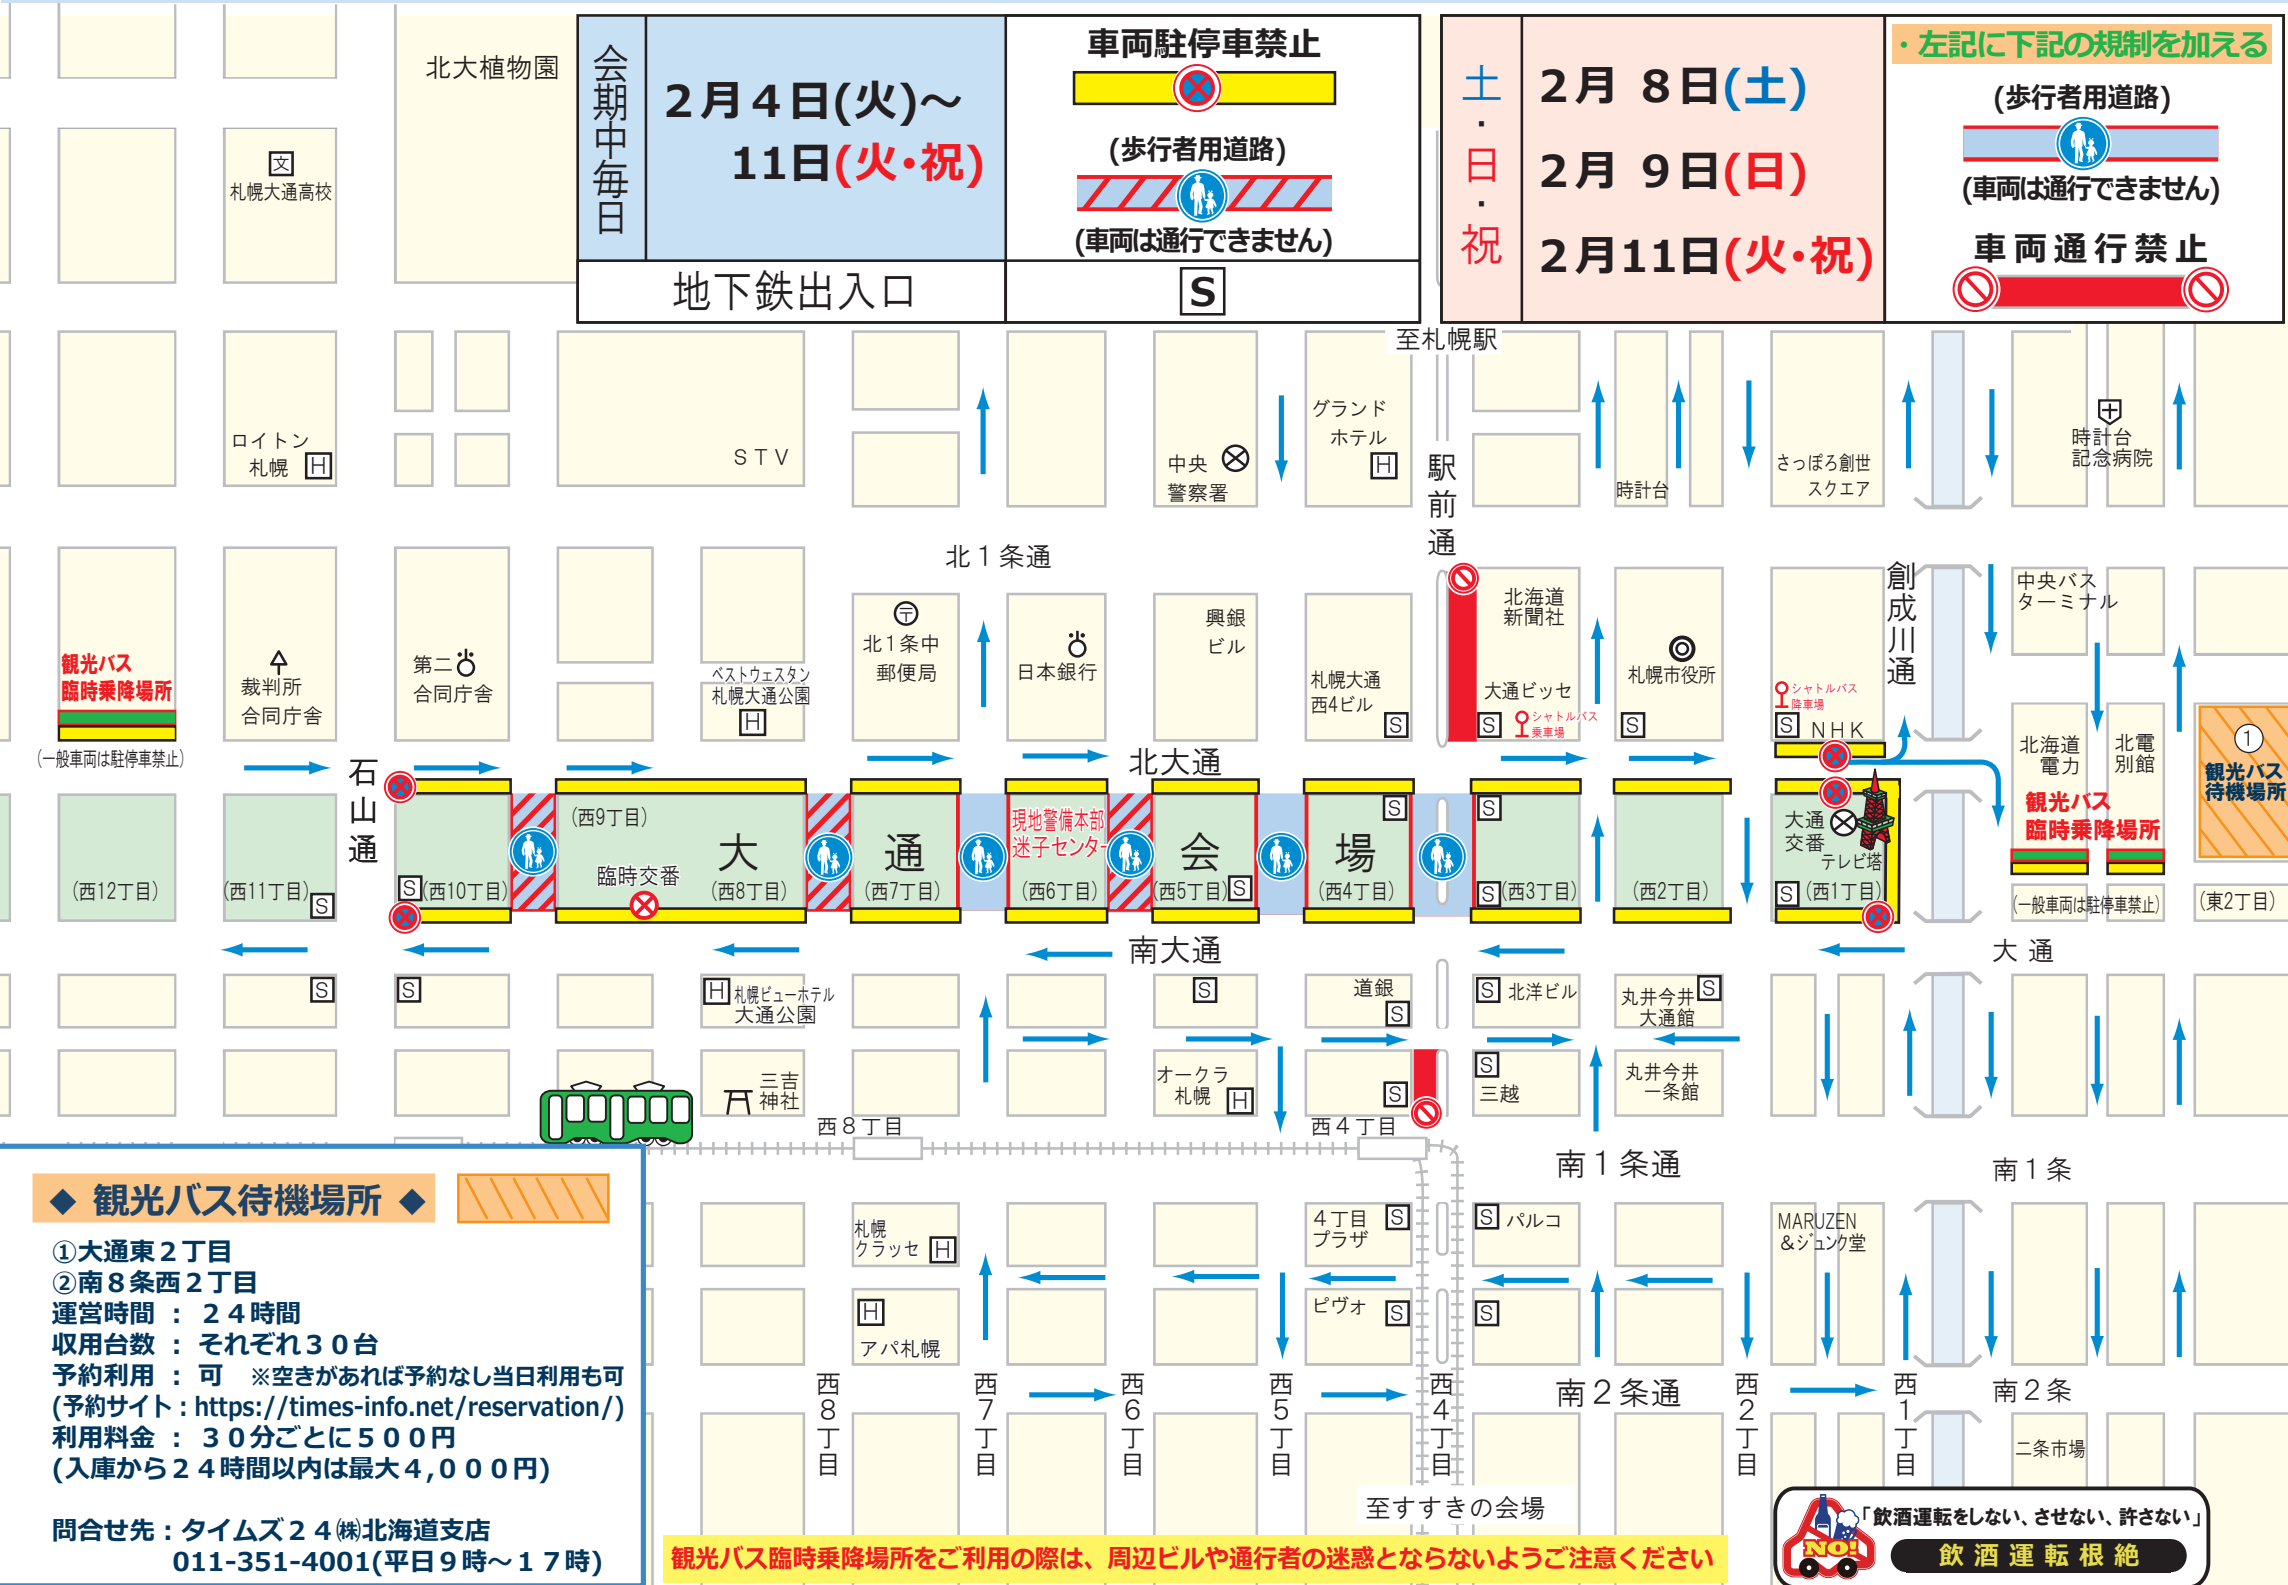 会期中毎日
2月4日(火)～
11日(火・祝)
車両駐停車禁止
(歩行者用道路)
(車両は通行できません)
地下鉄出入口
S
土・日・祝
2月 8日(土)
2月 9日(日)
2月11日(火・祝)
・左記に下記の規制を加える
(歩行者用道路)
(車両は通行できません)
車両通行禁止
北大植物園
文
札幌大通高校
至札幌駅
ロイトン
札幌 H
STV
中央
警察署
グランド
ホテル
H
駅前通
時計台
さっぽろ創世
スクエア
時計台
記念病院
北1条通
創成川通
中央バス
ターミナル
観光バス
臨時乗降場所
(一般車両は駐停車禁止)
裁判所
合同庁舎
第二
合同庁舎
ベストウェスタン
札幌大通公園
H
〒
北1条中
郵便局
日本銀行
興銀
ビル
札幌大通
西4ビル
S
北海道
新聞社
大通ビッセ
S
シャトルバス
乗車場
札幌市役所
S
シャトルバス
降車場
S NHK
北海道
電力
北電
別館
①
観光バス
待機場所
観光バス
臨時乗降場所
(一般車両は駐停車禁止)
(東2丁目)
石山通
北大通
(西12丁目)
(西11丁目) S
S (西10丁目)
(西9丁目)
臨時交番
大
(西8丁目)
通
(西7丁目)
現地警備本部
迷子センター
(西6丁目)
会
(西5丁目) S
S
場
(西4丁目)
S
S (西3丁目)
(西2丁目)
大通
交番
テレビ塔
S (西1丁目)
南大通
大通
S
S
H 札幌ビューホテル
大通公園
S
道銀
S
S 北洋ビル
丸井今井 S
大通館
三吉
神社
オークラ
札幌 H
S
S
三越
丸井今井
一条館
西8丁目
西4丁目
南1条通
南1条
札幌
クラッセ H
4丁目 S
プラザ
S パルコ
MARUZEN
&ジュンク堂
H
アパ札幌
ピヴォ S
S
西8丁目
西7丁目
西6丁目
西5丁目
西4丁目
南2条通
西2丁目
西1丁目
南2条
二条市場
至すすきの会場
◆ 観光バス待機場所 ◆
①大通東2丁目
②南8条西2丁目
運営時間 : 24時間
収用台数 : それぞれ30台
予約利用 : 可 ※空きがあれば予約なし当日利用も可
(予約サイト : https://times-info.net/reservation/)
利用料金 : 30分ごとに500円
(入庫から24時間以内は最大4,000円)
問合せ先 : タイムズ24㈱北海道支店
011-351-4001(平日9時～17時)
観光バス臨時乗降場所をご利用の際は、周辺ビルや通行者の迷惑とならないようご注意ください
NO!
「飲酒運転をしない、させない、許さない」
飲酒運転根絶